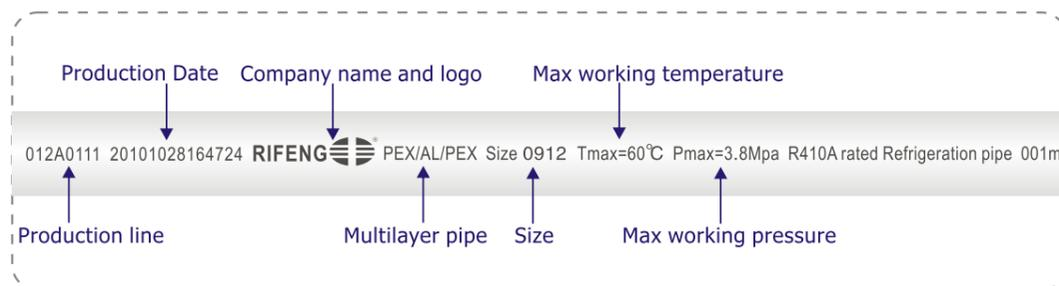 Production Date Company name and logo Max working temperature
012A0111 20101028164724 RIFENG® PEX/AL/PEX Size 0912 Tmax=60℃ Pmax=3.8Mpa R410A rated Refrigeration pipe 001m
Production line Multilayer pipe Size Max working pressure